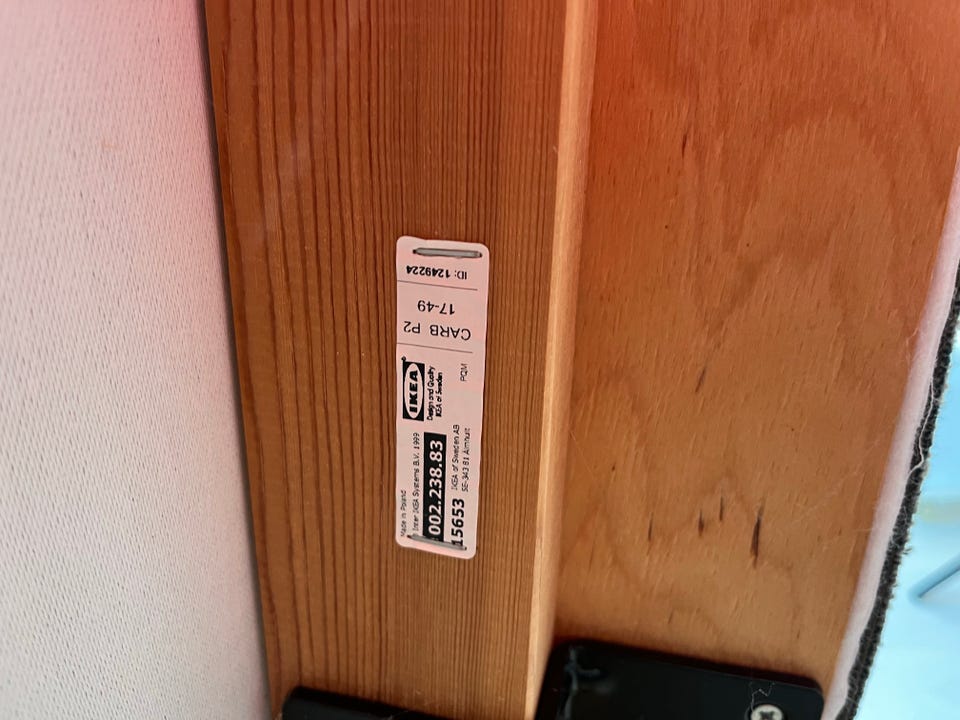 Made in Poland
Inter IKEA Systems B.V. 1999
002.238.83
15653
IKEA of Sweden AB
SE-343 81 Älmhult
IKEA®
Design and Quality
IKEA of Sweden
PQM
CARB P2
17-49
ID: 1249224